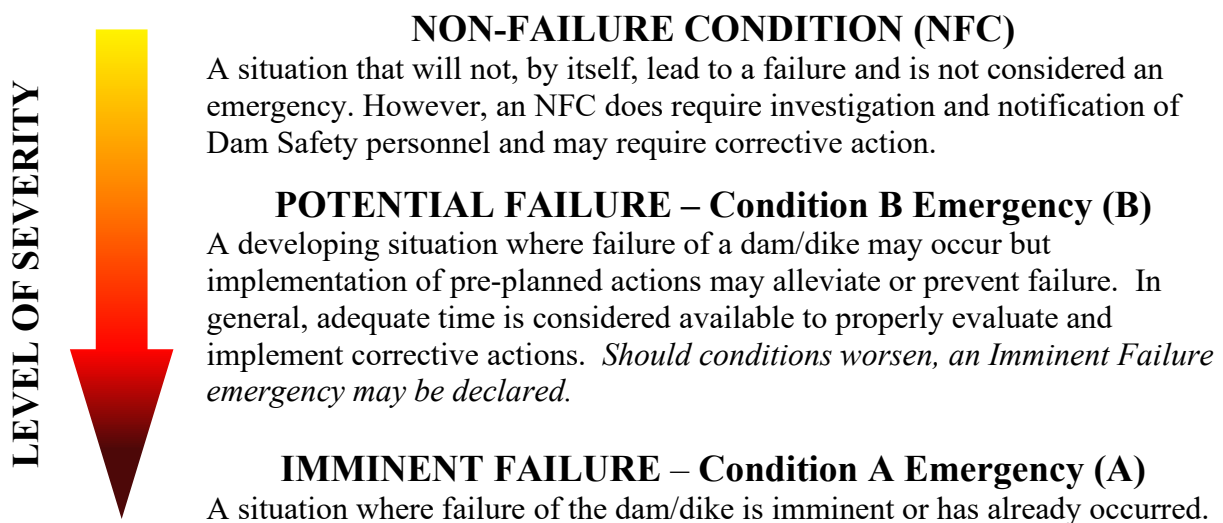 LEVEL OF SEVERITY
NON-FAILURE CONDITION (NFC)
A situation that will not, by itself, lead to a failure and is not considered an
emergency. However, an NFC does require investigation and notification of
Dam Safety personnel and may require corrective action.
POTENTIAL FAILURE – Condition B Emergency (B)
A developing situation where failure of a dam/dike may occur but
implementation of pre-planned actions may alleviate or prevent failure.  In
general, adequate time is considered available to properly evaluate and
implement corrective actions.  Should conditions worsen, an Imminent Failure
emergency may be declared.
IMMINENT FAILURE – Condition A Emergency (A)
A situation where failure of the dam/dike is imminent or has already occurred.